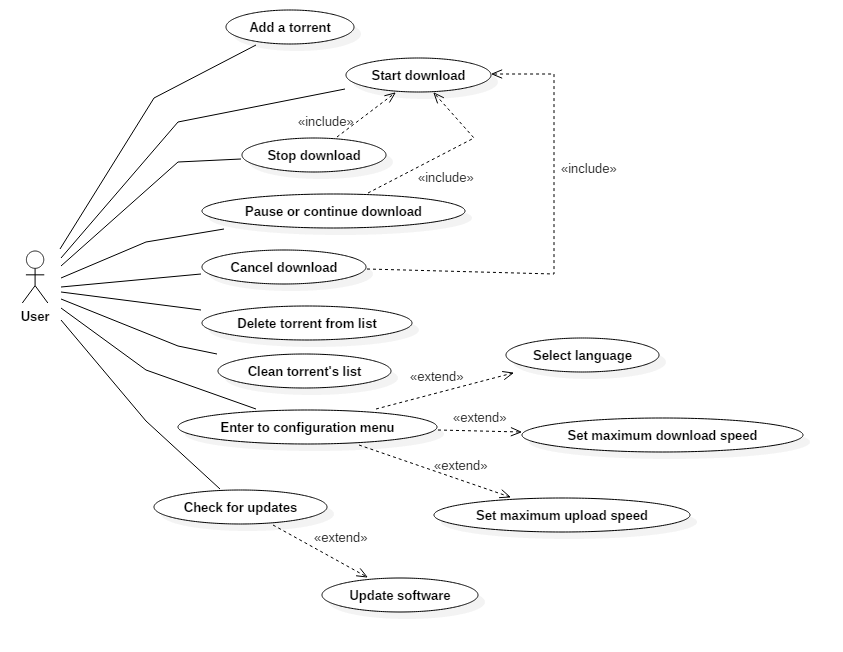 Add a torrent
Start download
«include»
Stop download
«include»
«include»
Pause or continue download
Cancel download
User
Delete torrent from list
Select language
Clean torrent's list
«extend»
«extend»
Enter to configuration menu
Set maximum download speed
«extend»
Check for updates
Set maximum upload speed
«extend»
Update software